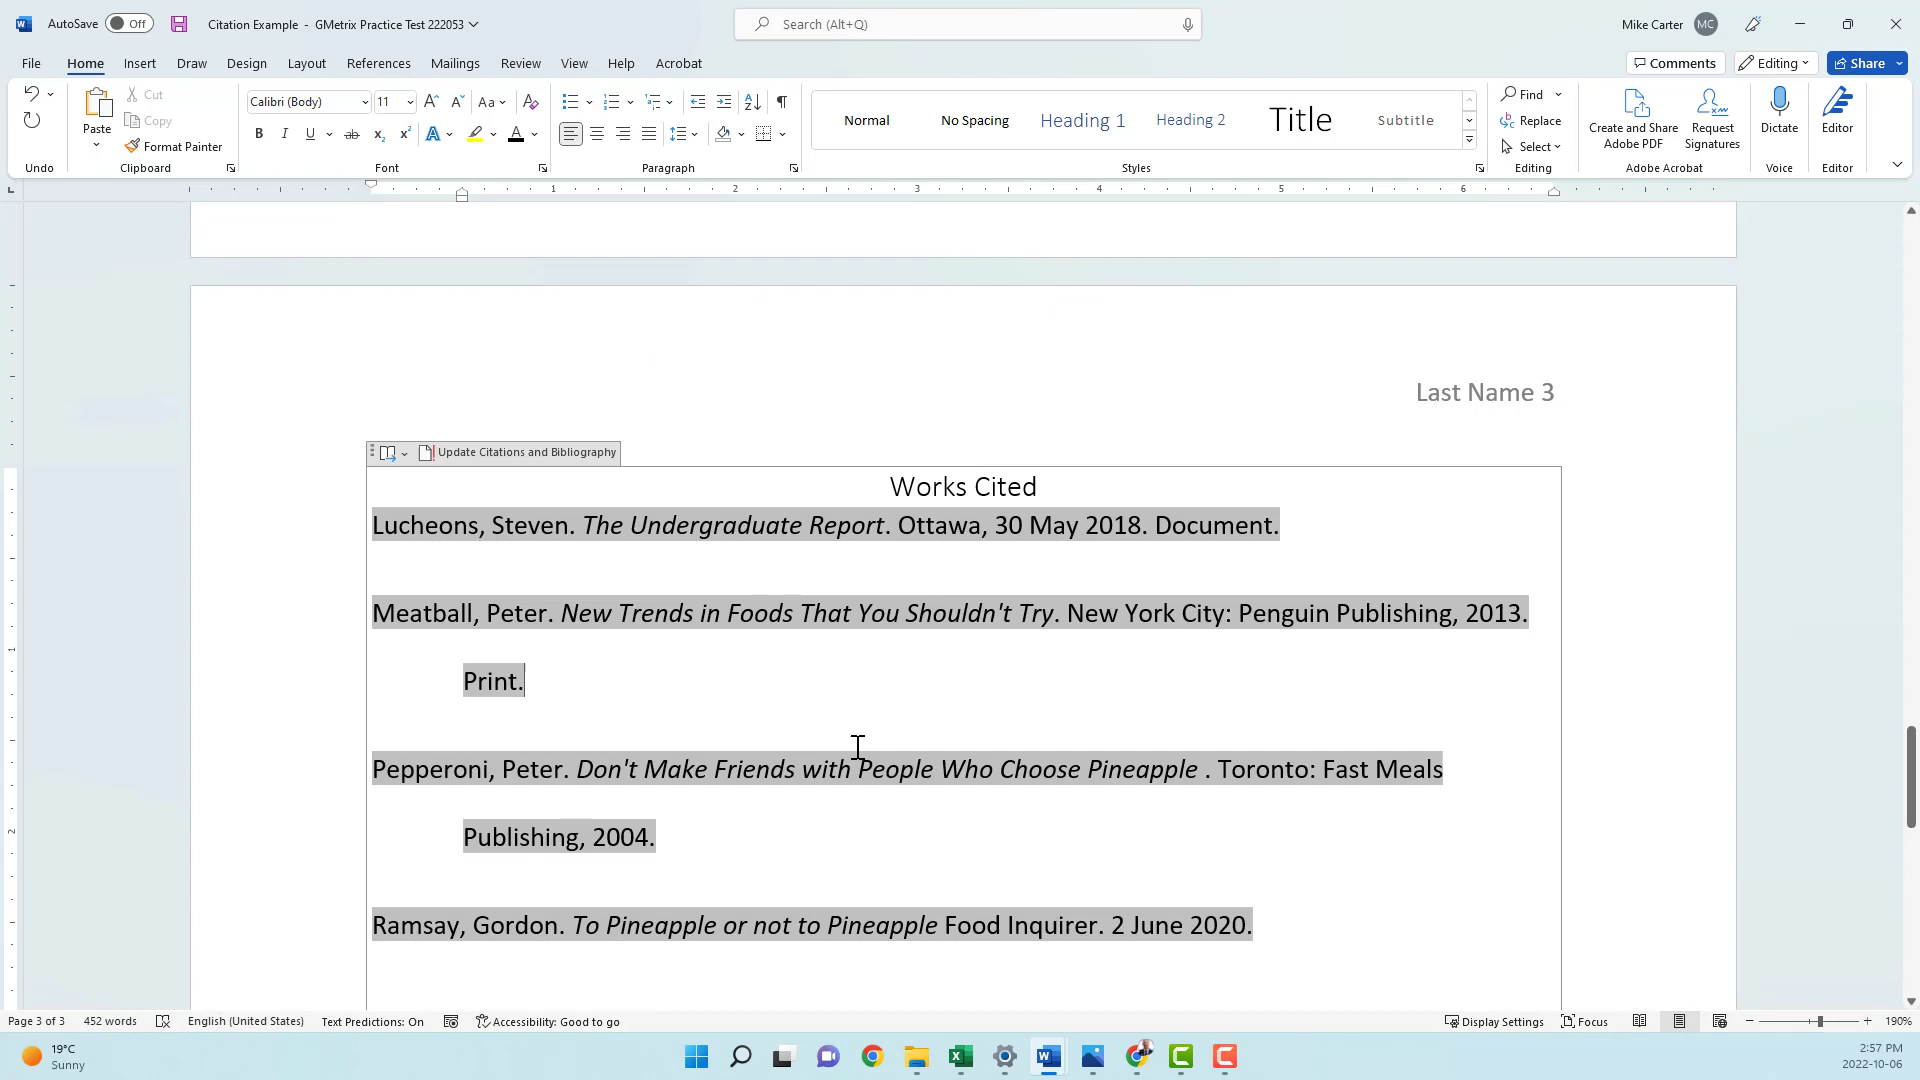 AutoSave Off Citation Example - GMetrix Practice Test 222053 Search (Alt+Q) Mike Carter MC
File Home Insert Draw Design Layout References Mailings Review View Help Acrobat Comments Editing Share
Paste Cut Copy Format Painter
Calibri (Body) 11
Normal No Spacing Heading 1 Heading 2 Title Subtitle
Find Replace Select
Create and Share Adobe PDF
Request Signatures
Dictate
Editor
Undo Clipboard Font Paragraph Styles Editing Adobe Acrobat Voice Editor
1 2 3 4 5 6
Last Name 3
Update Citations and Bibliography
Works Cited
Lucheons, Steven. The Undergraduate Report. Ottawa, 30 May 2018. Document.
Meatball, Peter. New Trends in Foods That You Shouldn't Try. New York City: Penguin Publishing, 2013.
Print.
Pepperoni, Peter. Don't Make Friends with People Who Choose Pineapple . Toronto: Fast Meals
Publishing, 2004.
Ramsay, Gordon. To Pineapple or not to Pineapple Food Inquirer. 2 June 2020.
1
2
Page 3 of 3 452 words English (United States) Text Predictions: On Accessibility: Good to go Display Settings Focus 190%
19°C
Sunny
2:57 PM
2022-10-06